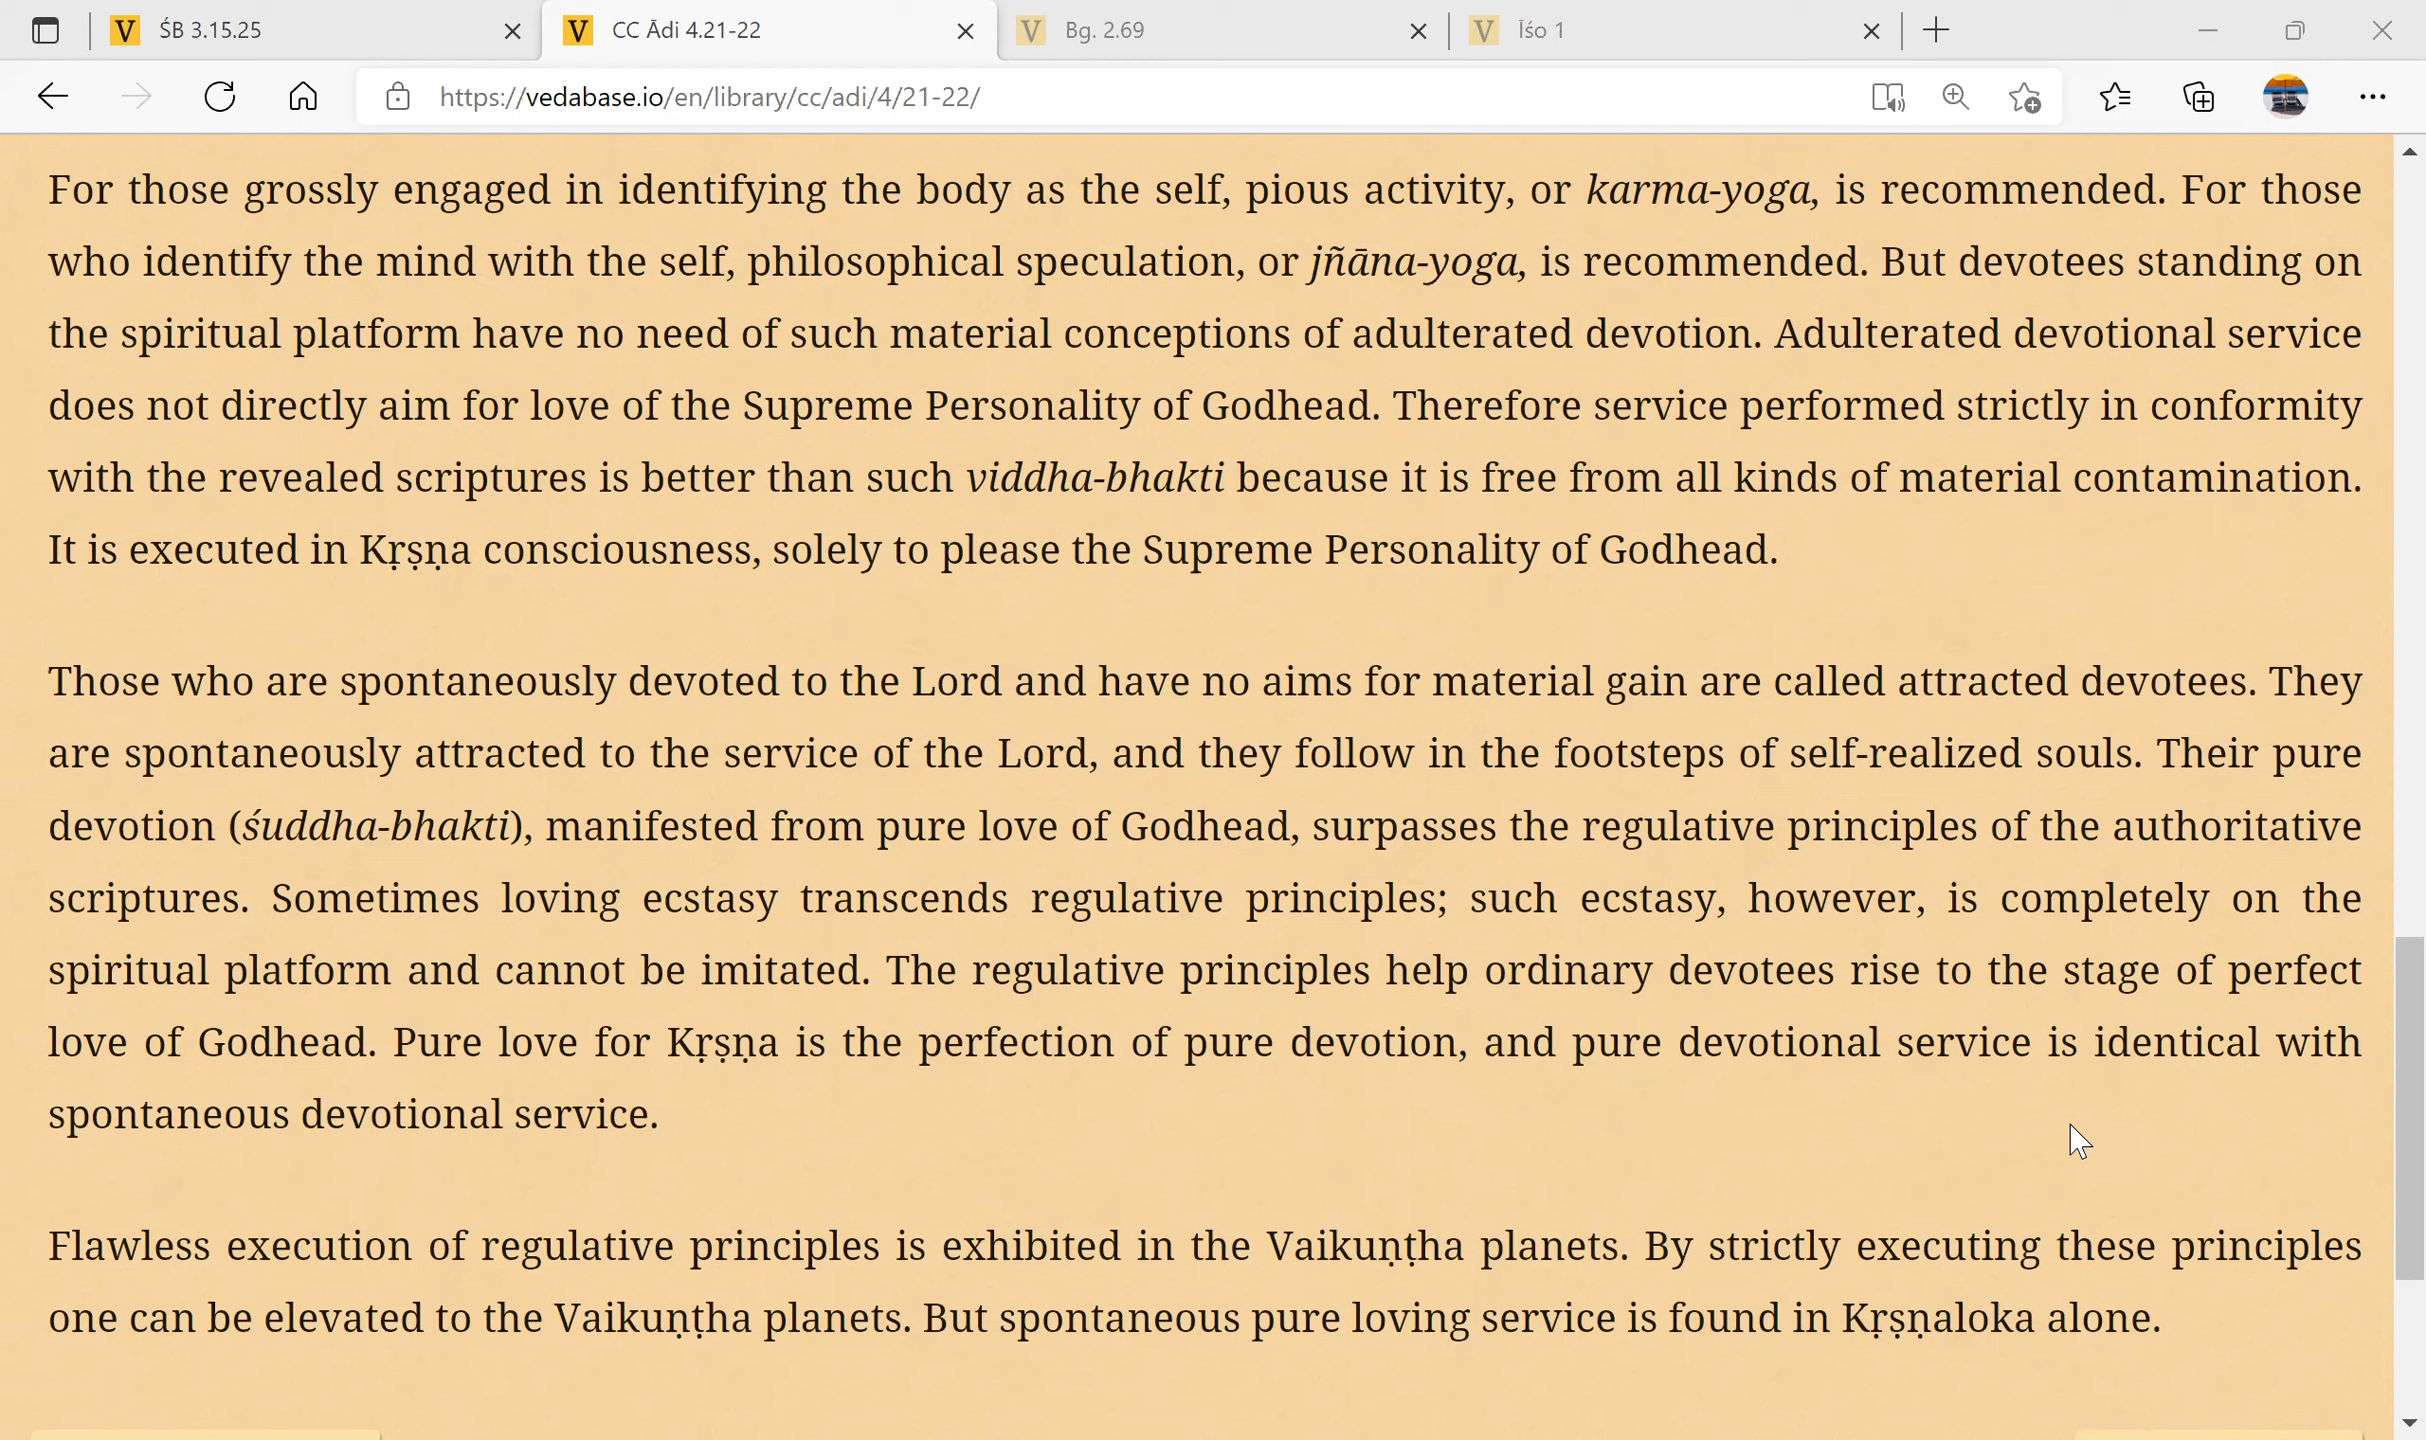 ŚB 3.15.25
CC Ādi 4.21-22
Bg. 2.69
Īśo 1
https://vedabase.io/en/library/cc/adi/4/21-22/
For those grossly engaged in identifying the body as the self, pious activity, or karma-yoga, is recommended. For those
who identify the mind with the self, philosophical speculation, or jñāna-yoga, is recommended. But devotees standing on
the spiritual platform have no need of such material conceptions of adulterated devotion. Adulterated devotional service
does not directly aim for love of the Supreme Personality of Godhead. Therefore service performed strictly in conformity
with the revealed scriptures is better than such viddha-bhakti because it is free from all kinds of material contamination.
It is executed in Kṛṣṇa consciousness, solely to please the Supreme Personality of Godhead.
Those who are spontaneously devoted to the Lord and have no aims for material gain are called attracted devotees. They
are spontaneously attracted to the service of the Lord, and they follow in the footsteps of self-realized souls. Their pure
devotion (śuddha-bhakti), manifested from pure love of Godhead, surpasses the regulative principles of the authoritative
scriptures. Sometimes loving ecstasy transcends regulative principles; such ecstasy, however, is completely on the
spiritual platform and cannot be imitated. The regulative principles help ordinary devotees rise to the stage of perfect
love of Godhead. Pure love for Kṛṣṇa is the perfection of pure devotion, and pure devotional service is identical with
spontaneous devotional service.
Flawless execution of regulative principles is exhibited in the Vaikuṇṭha planets. By strictly executing these principles
one can be elevated to the Vaikuṇṭha planets. But spontaneous pure loving service is found in Kṛṣṇaloka alone.